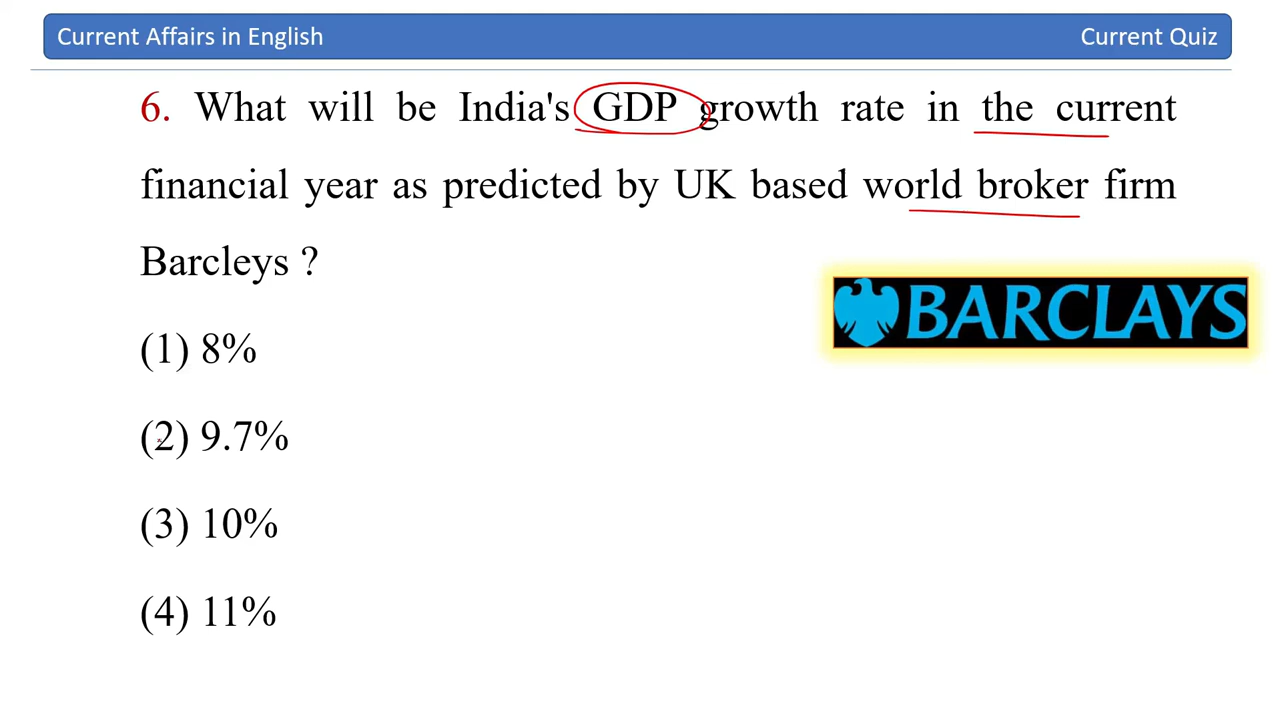 Current Affairs in English
Current Quiz
6. What will be India's GDP growth rate in the current
financial year as predicted by UK based world broker firm
Barcleys ?
BARCLAYS
(1) 8%
(2) 9.7%
(3) 10%
(4) 11%